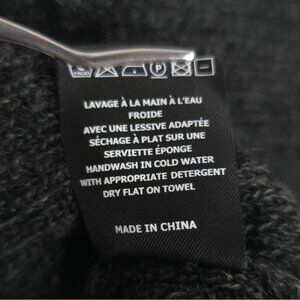 LAVAGE À LA MAIN À L'EAU
FROIDE
AVEC UNE LESSIVE ADAPTÉE
SÉCHAGE À PLAT SUR UNE
SERVIETTE ÉPONGE
HANDWASH IN COLD WATER
WITH APPROPRIATE DETERGENT
DRY FLAT ON TOWEL
MADE IN CHINA